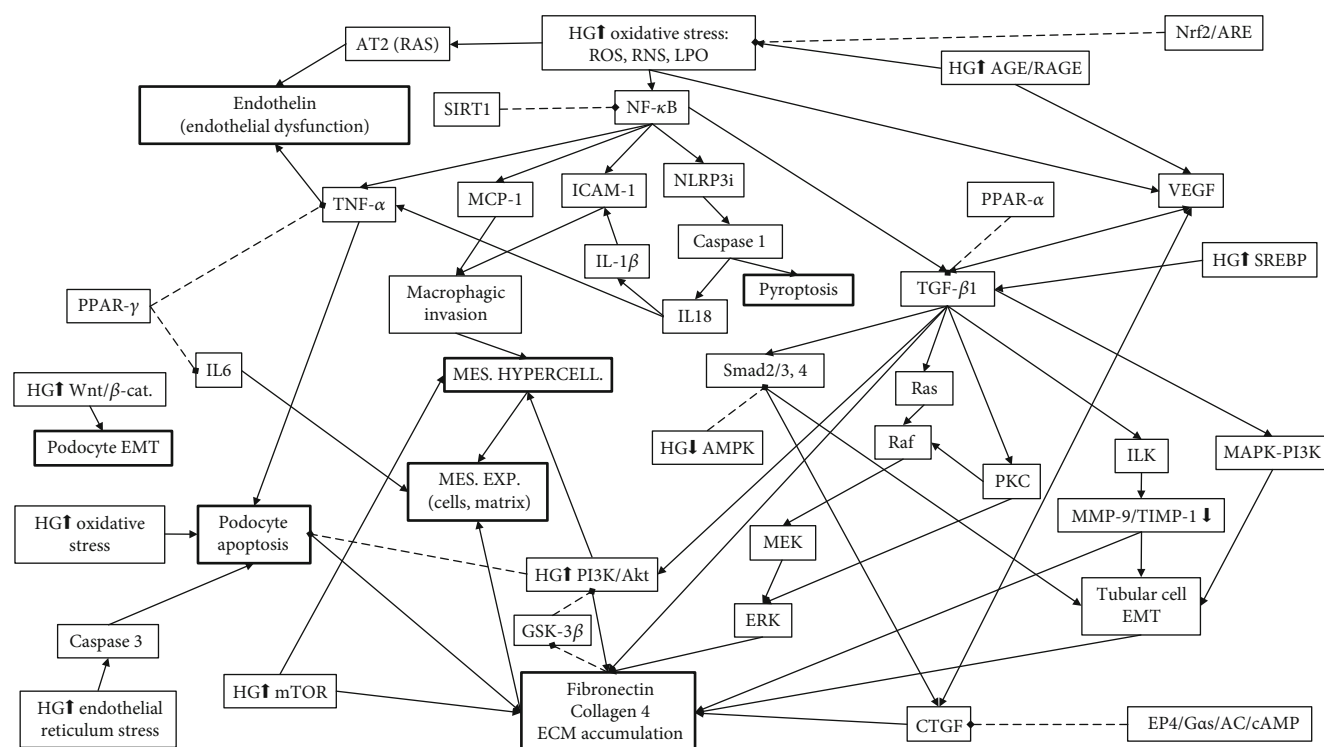 HG⬆ oxidative stress:
ROS, RNS, LPO
AT2 (RAS)
Nrf2/ARE
HG⬆ AGE/RAGE
Endothelin
(endothelial dysfunction)
SIRT1
NF-κB
TNF-α
MCP-1
ICAM-1
NLRP3i
VEGF
PPAR-α
Caspase 1
IL-1β
HG⬆ SREBP
Macrophagic
invasion
Pyroptosis
TGF-β1
PPAR-γ
IL18
IL6
MES. HYPERCELL.
Smad2/3, 4
Ras
HG⬆ Wnt/β-cat.
Podocyte EMT
HG⬇ AMPK
Raf
ILK
MAPK-PI3K
MES. EXP.
(cells, matrix)
PKC
HG⬆ oxidative
stress
Podocyte
apoptosis
MMP-9/TIMP-1 ⬇
MEK
HG⬆ PI3K/Akt
Tubular cell
EMT
GSK-3β
ERK
Caspase 3
HG⬆ mTOR
HG⬆ endothelial
reticulum stress
Fibronectin
Collagen 4
ECM accumulation
CTGF
EP4/Gαs/AC/cAMP